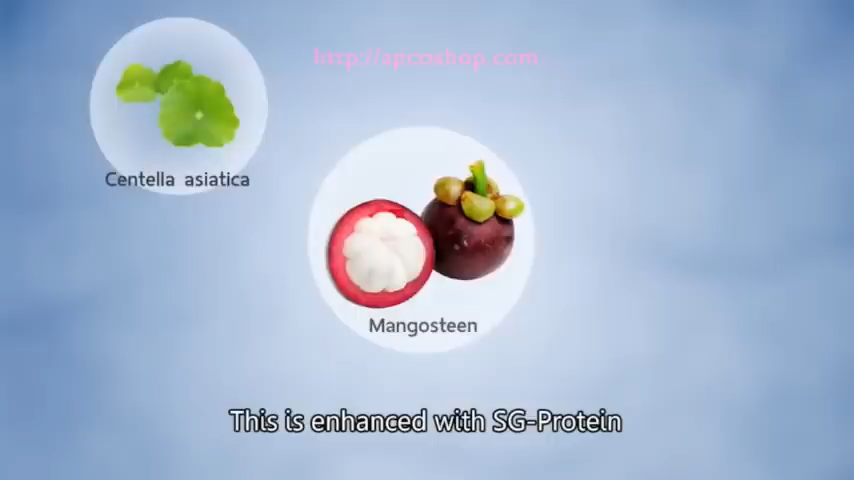 http://apcoshop.com
Centella asiatica
Mangosteen
This is enhanced with SG-Protein